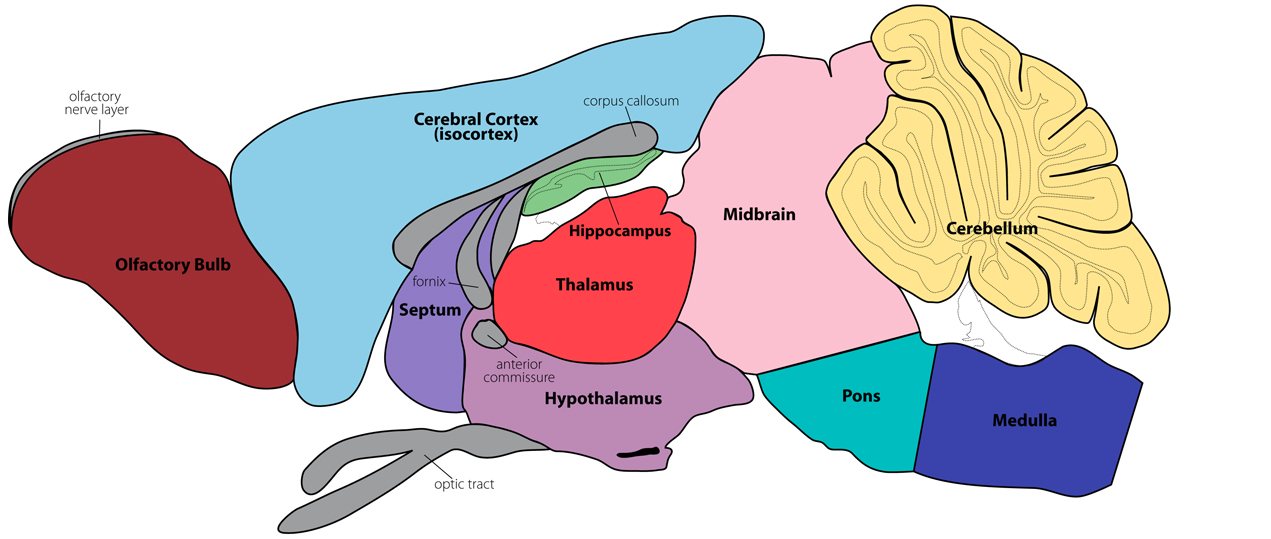 olfactory
nerve layer
corpus callosum
Cerebral Cortex
(isocortex)
Midbrain
Cerebellum
Hippocampus
Olfactory Bulb
fornix
Thalamus
Septum
anterior
commissure
Hypothalamus
Pons
Medulla
optic tract